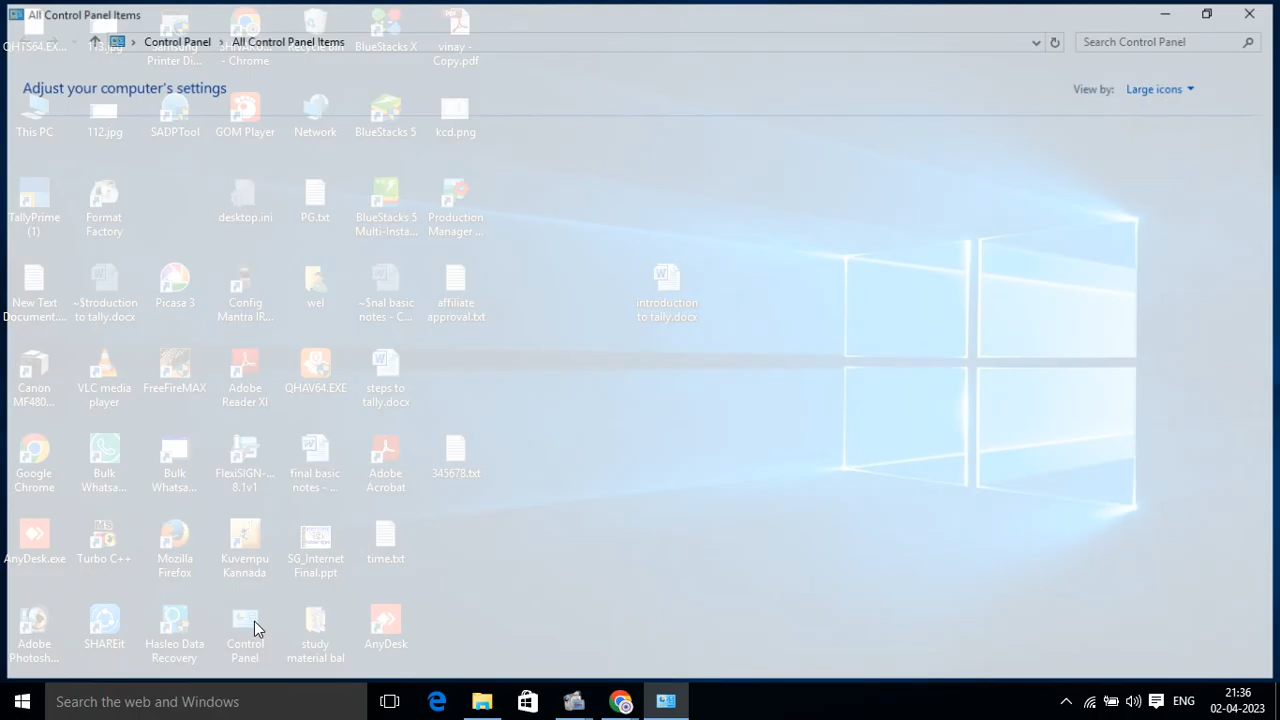 All Control Panel Items
Control Panel
All Control Panel Items
Search Control Panel
Adjust your computer's settings
View by:
Large icons
QHTS64.EX...
113.jpg
Samsung
Printer Di...
- Chrome
Recycle Bin
BlueStacks X
vinay -
Copy.pdf
This PC
112.jpg
SADPTool
GOM Player
Network
BlueStacks 5
kcd.png
TallyPrime
(1)
Format
Factory
desktop.ini
PG.txt
BlueStacks 5
Multi-Insta...
Production
Manager ...
New Text
Document....
~$troduction
to tally.docx
Picasa 3
Config
Mantra IR...
wel
~$nal basic
notes - C...
affiliate
approval.txt
introduction
to tally.docx
Canon
MF480...
VLC media
player
FreeFireMAX
Adobe
Reader XI
QHAV64.EXE
steps to
tally.docx
Google
Chrome
Bulk
Whatsa...
Bulk
Whatsa...
FlexiSIGN-...
8.1v1
final basic
notes - ...
Adobe
Acrobat
345678.txt
AnyDesk.exe
Turbo C++
Mozilla
Firefox
Kuvempu
Kannada
SG_Internet
Final.ppt
time.txt
Adobe
Photosh...
SHAREit
Hasleo Data
Recovery
Control
Panel
study
material bal
AnyDesk
Search the web and Windows
ENG
21:36
02-04-2023